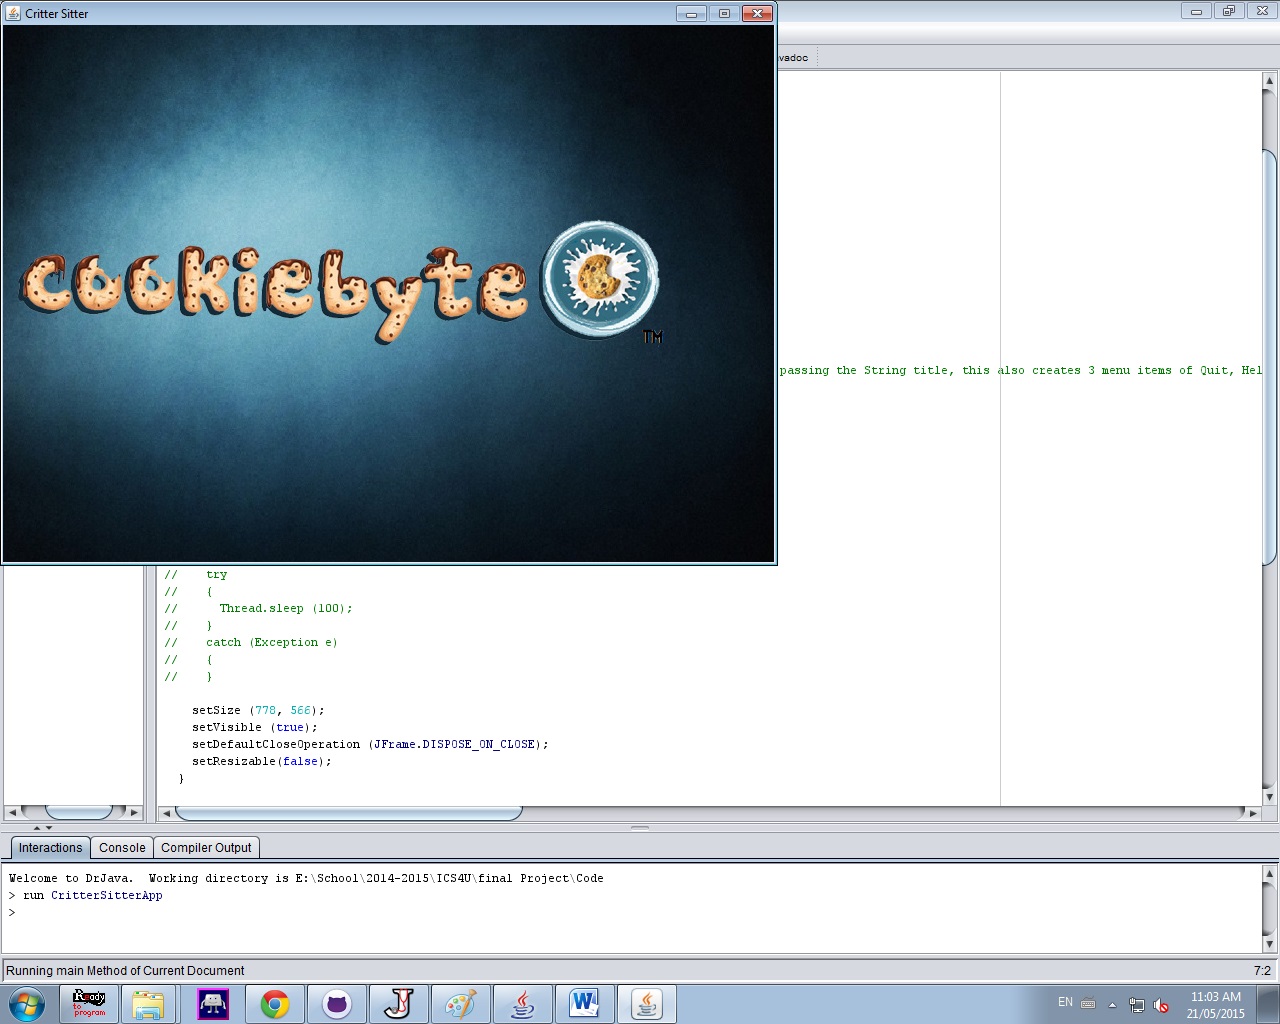 Critter Sitter
vadoc
cookiebyte
TM
passing the String title, this also creates 3 menu items of Quit, Hel
// try
// {
// Thread.sleep (100);
// }
// catch (Exception e)
// {
// }
setSize (778, 566);
setVisible (true);
setDefaultCloseOperation (JFrame.DISPOSE_ON_CLOSE);
setResizable(false);
}
Interactions Console Compiler Output
Welcome to DrJava. Working directory is E:\School\2014-2015\ICS4U\final Project\Code
> run CritterSitterApp
>
Running main Method of Current Document 7:2
Ready to program
W
J
EN
11:03 AM
21/05/2015